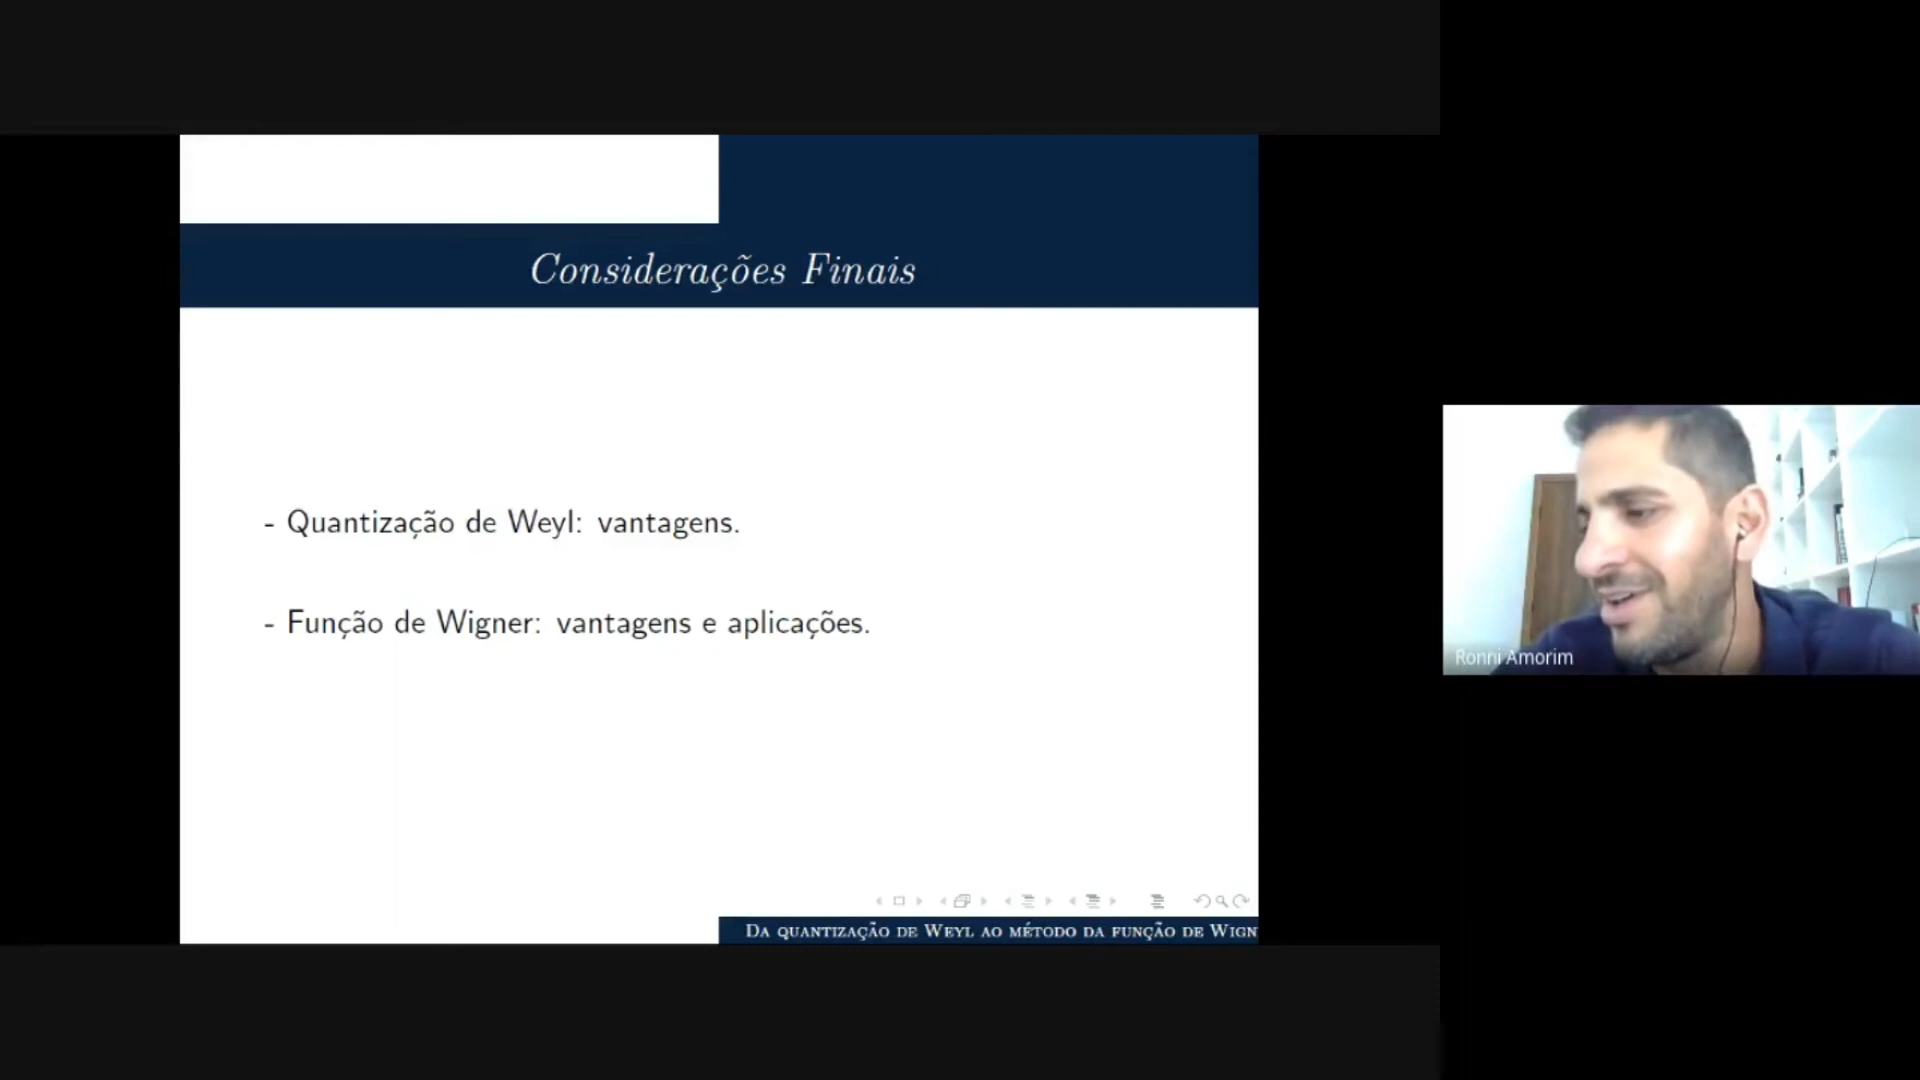 Considerações Finais
- Quantização de Weyl: vantagens.
- Função de Wigner: vantagens e aplicações.
Ronni Amorim
Da quantização de Weyl ao método da função de Wign